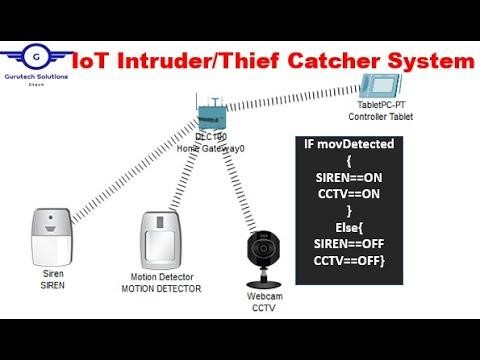 G
Gurutech Solutions
Gtech
IoT Intruder/Thief Catcher System
TabletPC-PT
Controller Tablet
DLC100
Home Gateway0
IF movDetected
{
SIREN==ON
CCTV==ON
}
Else{
SIREN==OFF
CCTV==OFF}
Siren
SIREN
Motion Detector
MOTION DETECTOR
Webcam
CCTV